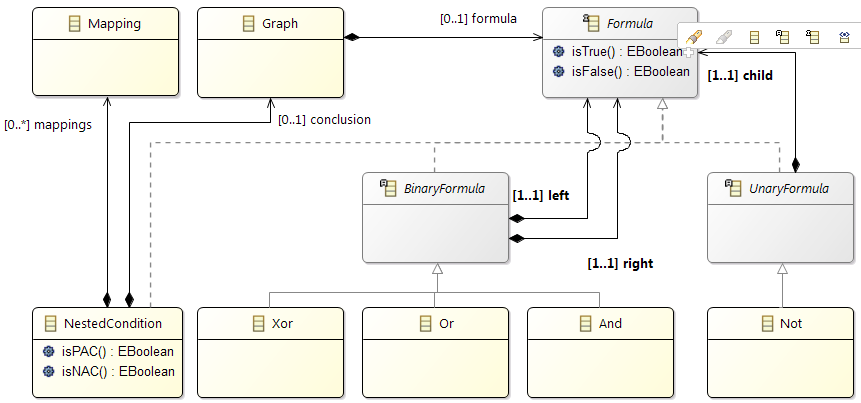 Mapping
Graph
[0..1] formula
Formula
isTrue() : EBoolean
isFalse() : EBoolean
[1..1] child
[0..*] mappings
[0..1] conclusion
BinaryFormula
[1..1] left
UnaryFormula
[1..1] right
NestedCondition
isPAC() : EBoolean
isNAC() : EBoolean
Xor
Or
And
Not